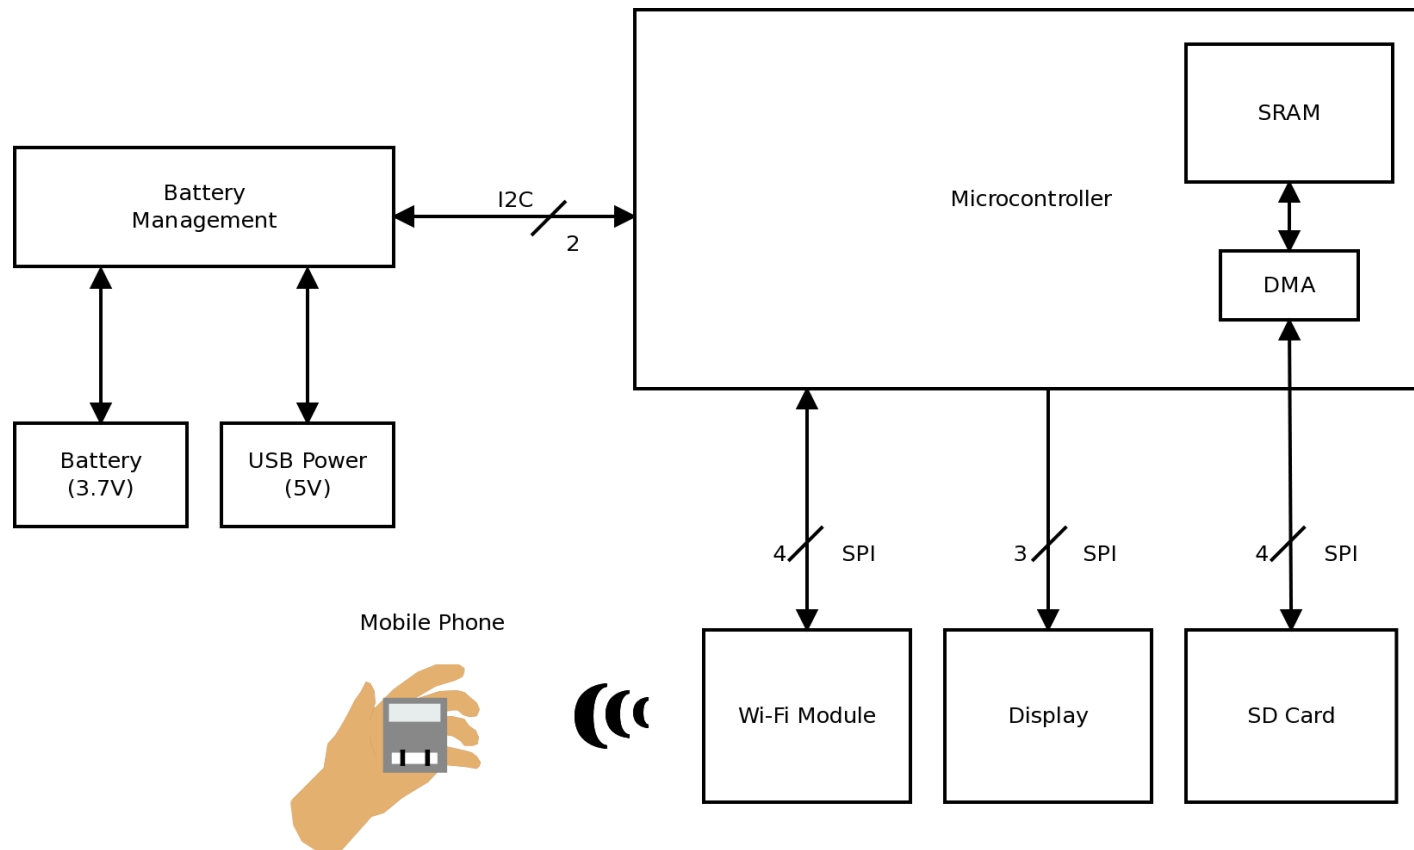 SRAM
Battery
Management
I2C
2
Microcontroller
DMA
Battery
(3.7V)
USB Power
(5V)
4 SPI
3 SPI
4 SPI
Mobile Phone
Wi-Fi Module
Display
SD Card